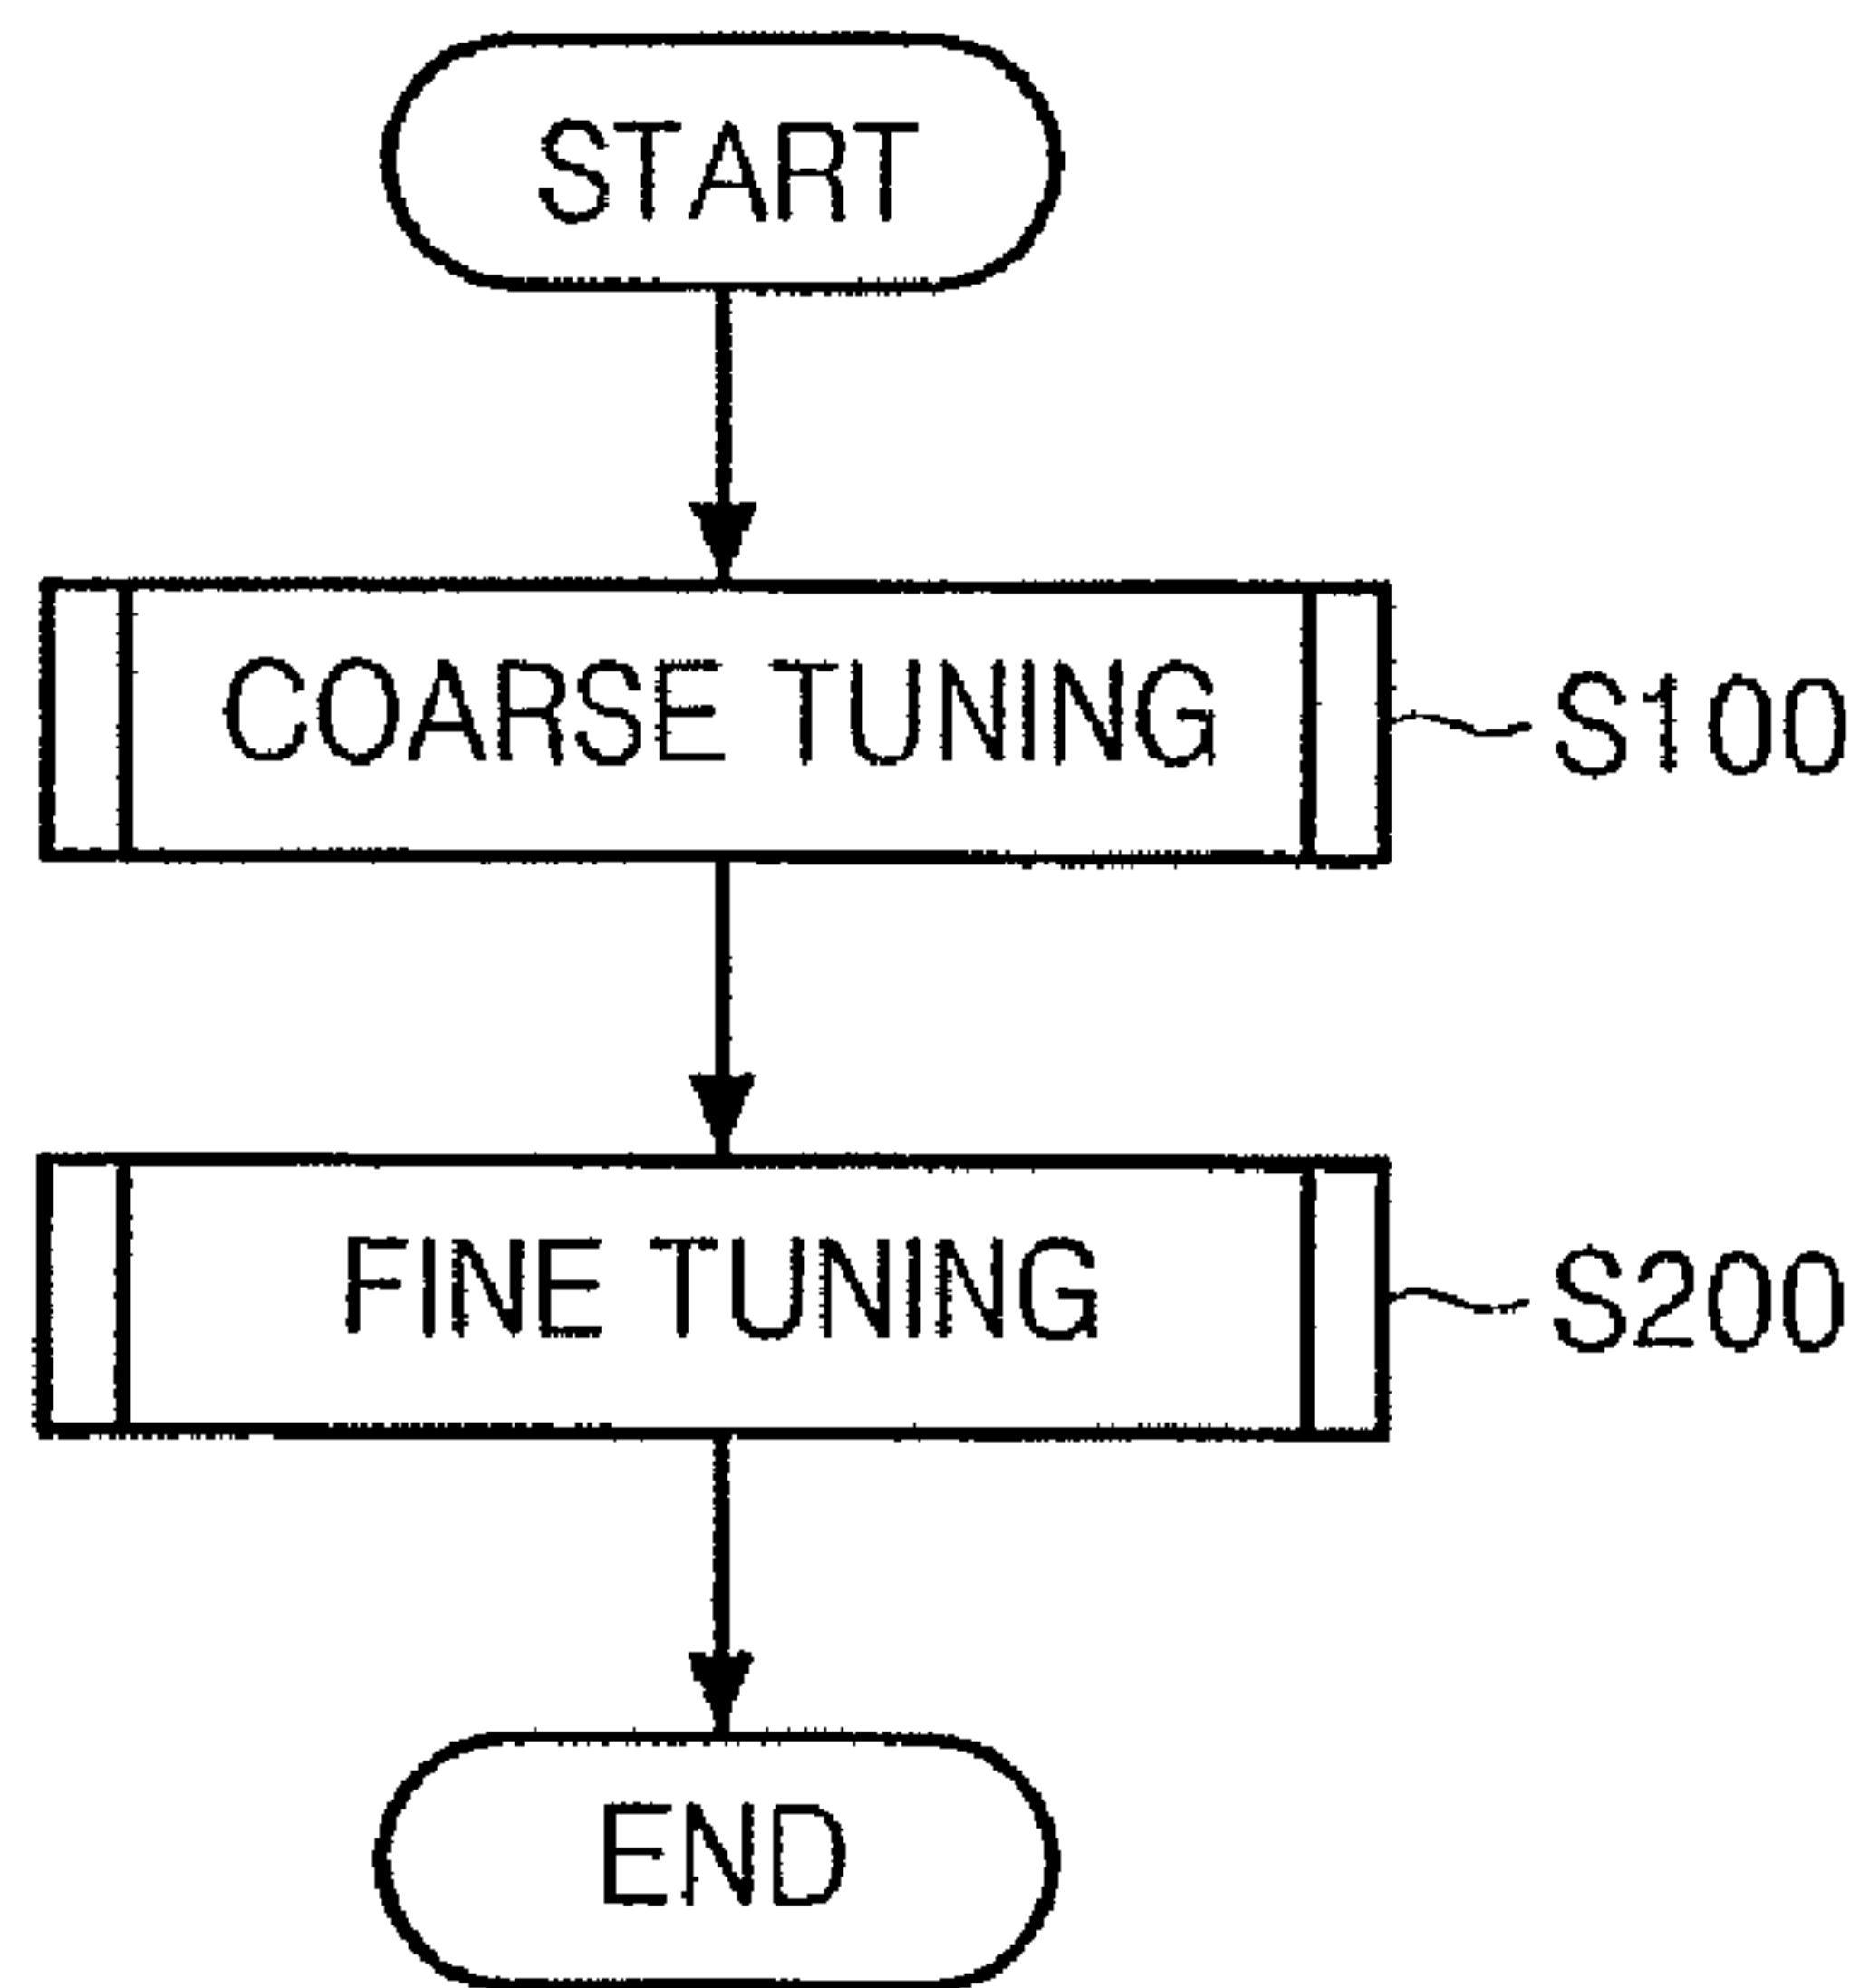 START
COARSE TUNING
S100
FINE TUNING
S200
END